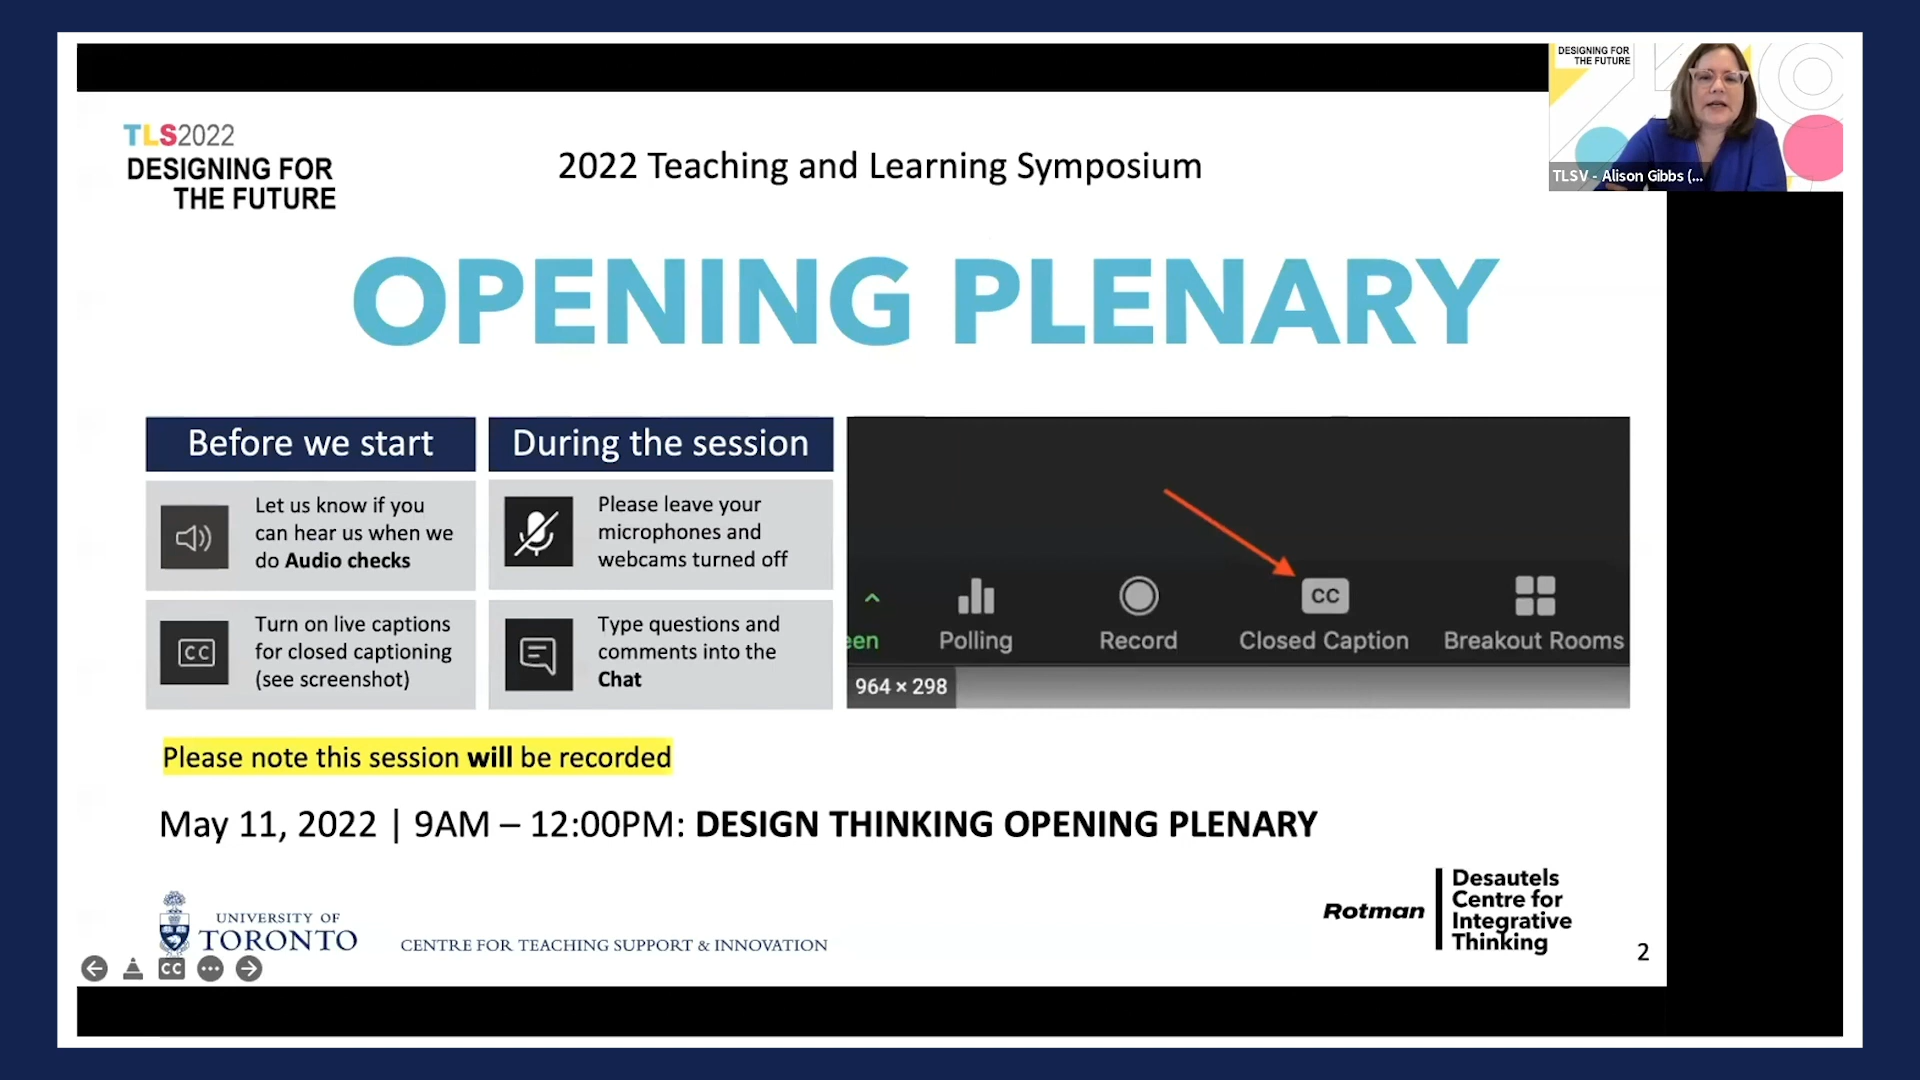 DESIGNING FOR
THE FUTURE
TLSV - Alison Gibbs (...
TLS2022
DESIGNING FOR
THE FUTURE
2022 Teaching and Learning Symposium
OPENING PLENARY
Before we start
Let us know if you
can hear us when we
do Audio checks
CC
Turn on live captions
for closed captioning
(see screenshot)
During the session
Please leave your
microphones and
webcams turned off
Type questions and
comments into the
Chat
een
Polling
Record
CC
Closed Caption
Breakout Rooms
964 × 298
Please note this session will be recorded
May 11, 2022 | 9AM – 12:00PM: DESIGN THINKING OPENING PLENARY
UNIVERSITY OF
TORONTO
CENTRE FOR TEACHING SUPPORT & INNOVATION
Rotman
Desautels
Centre for
Integrative
Thinking
2
CC